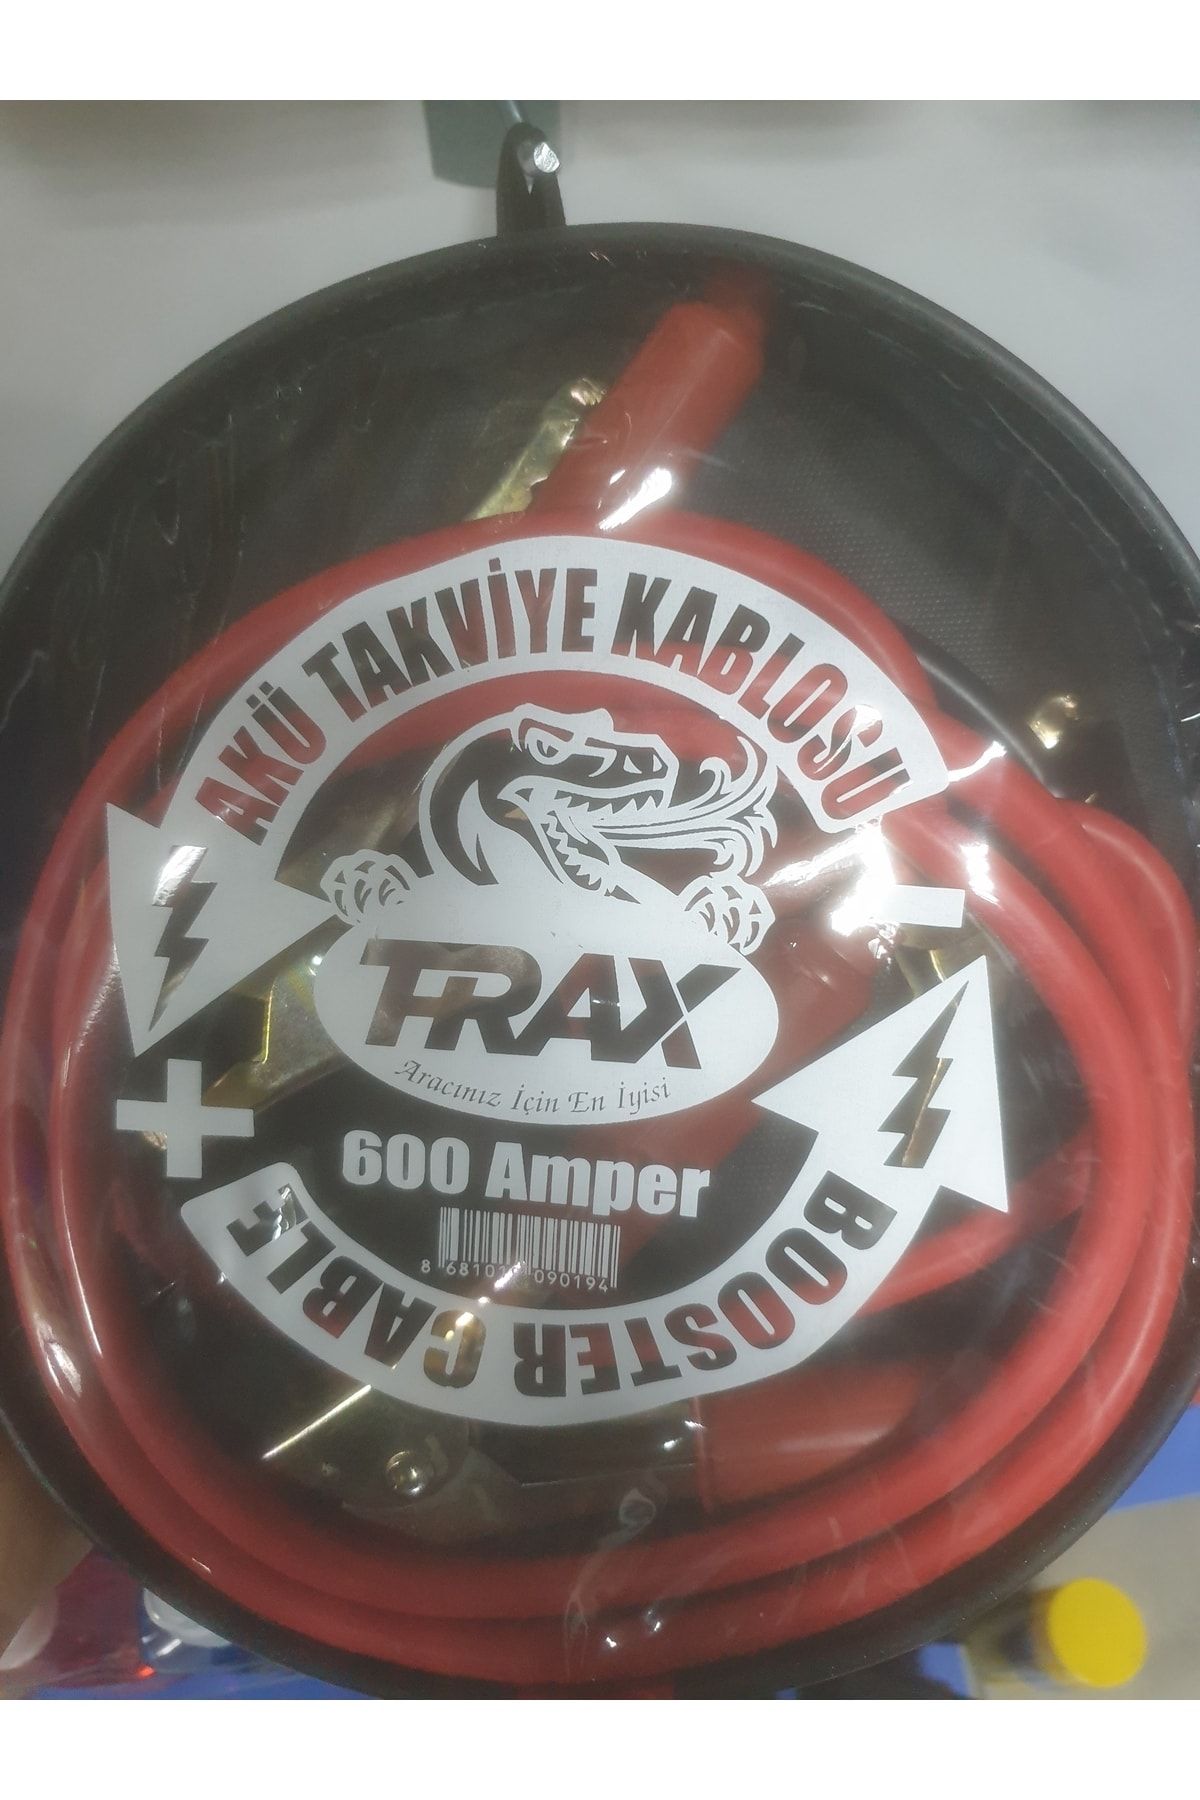 AKÜ TAKVİYE KABLOSU
TRAX
Aracınız İçin En İyisi
600 Amper
BOOSTER CABLE